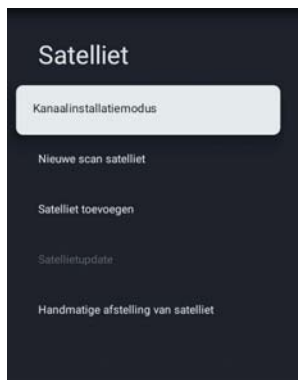 Satelliet
Kanaalinstallatiemodus
Nieuwe scan satelliet
Satelliet toevoegen
Satellietupdate
Handmatige afstelling van satelliet